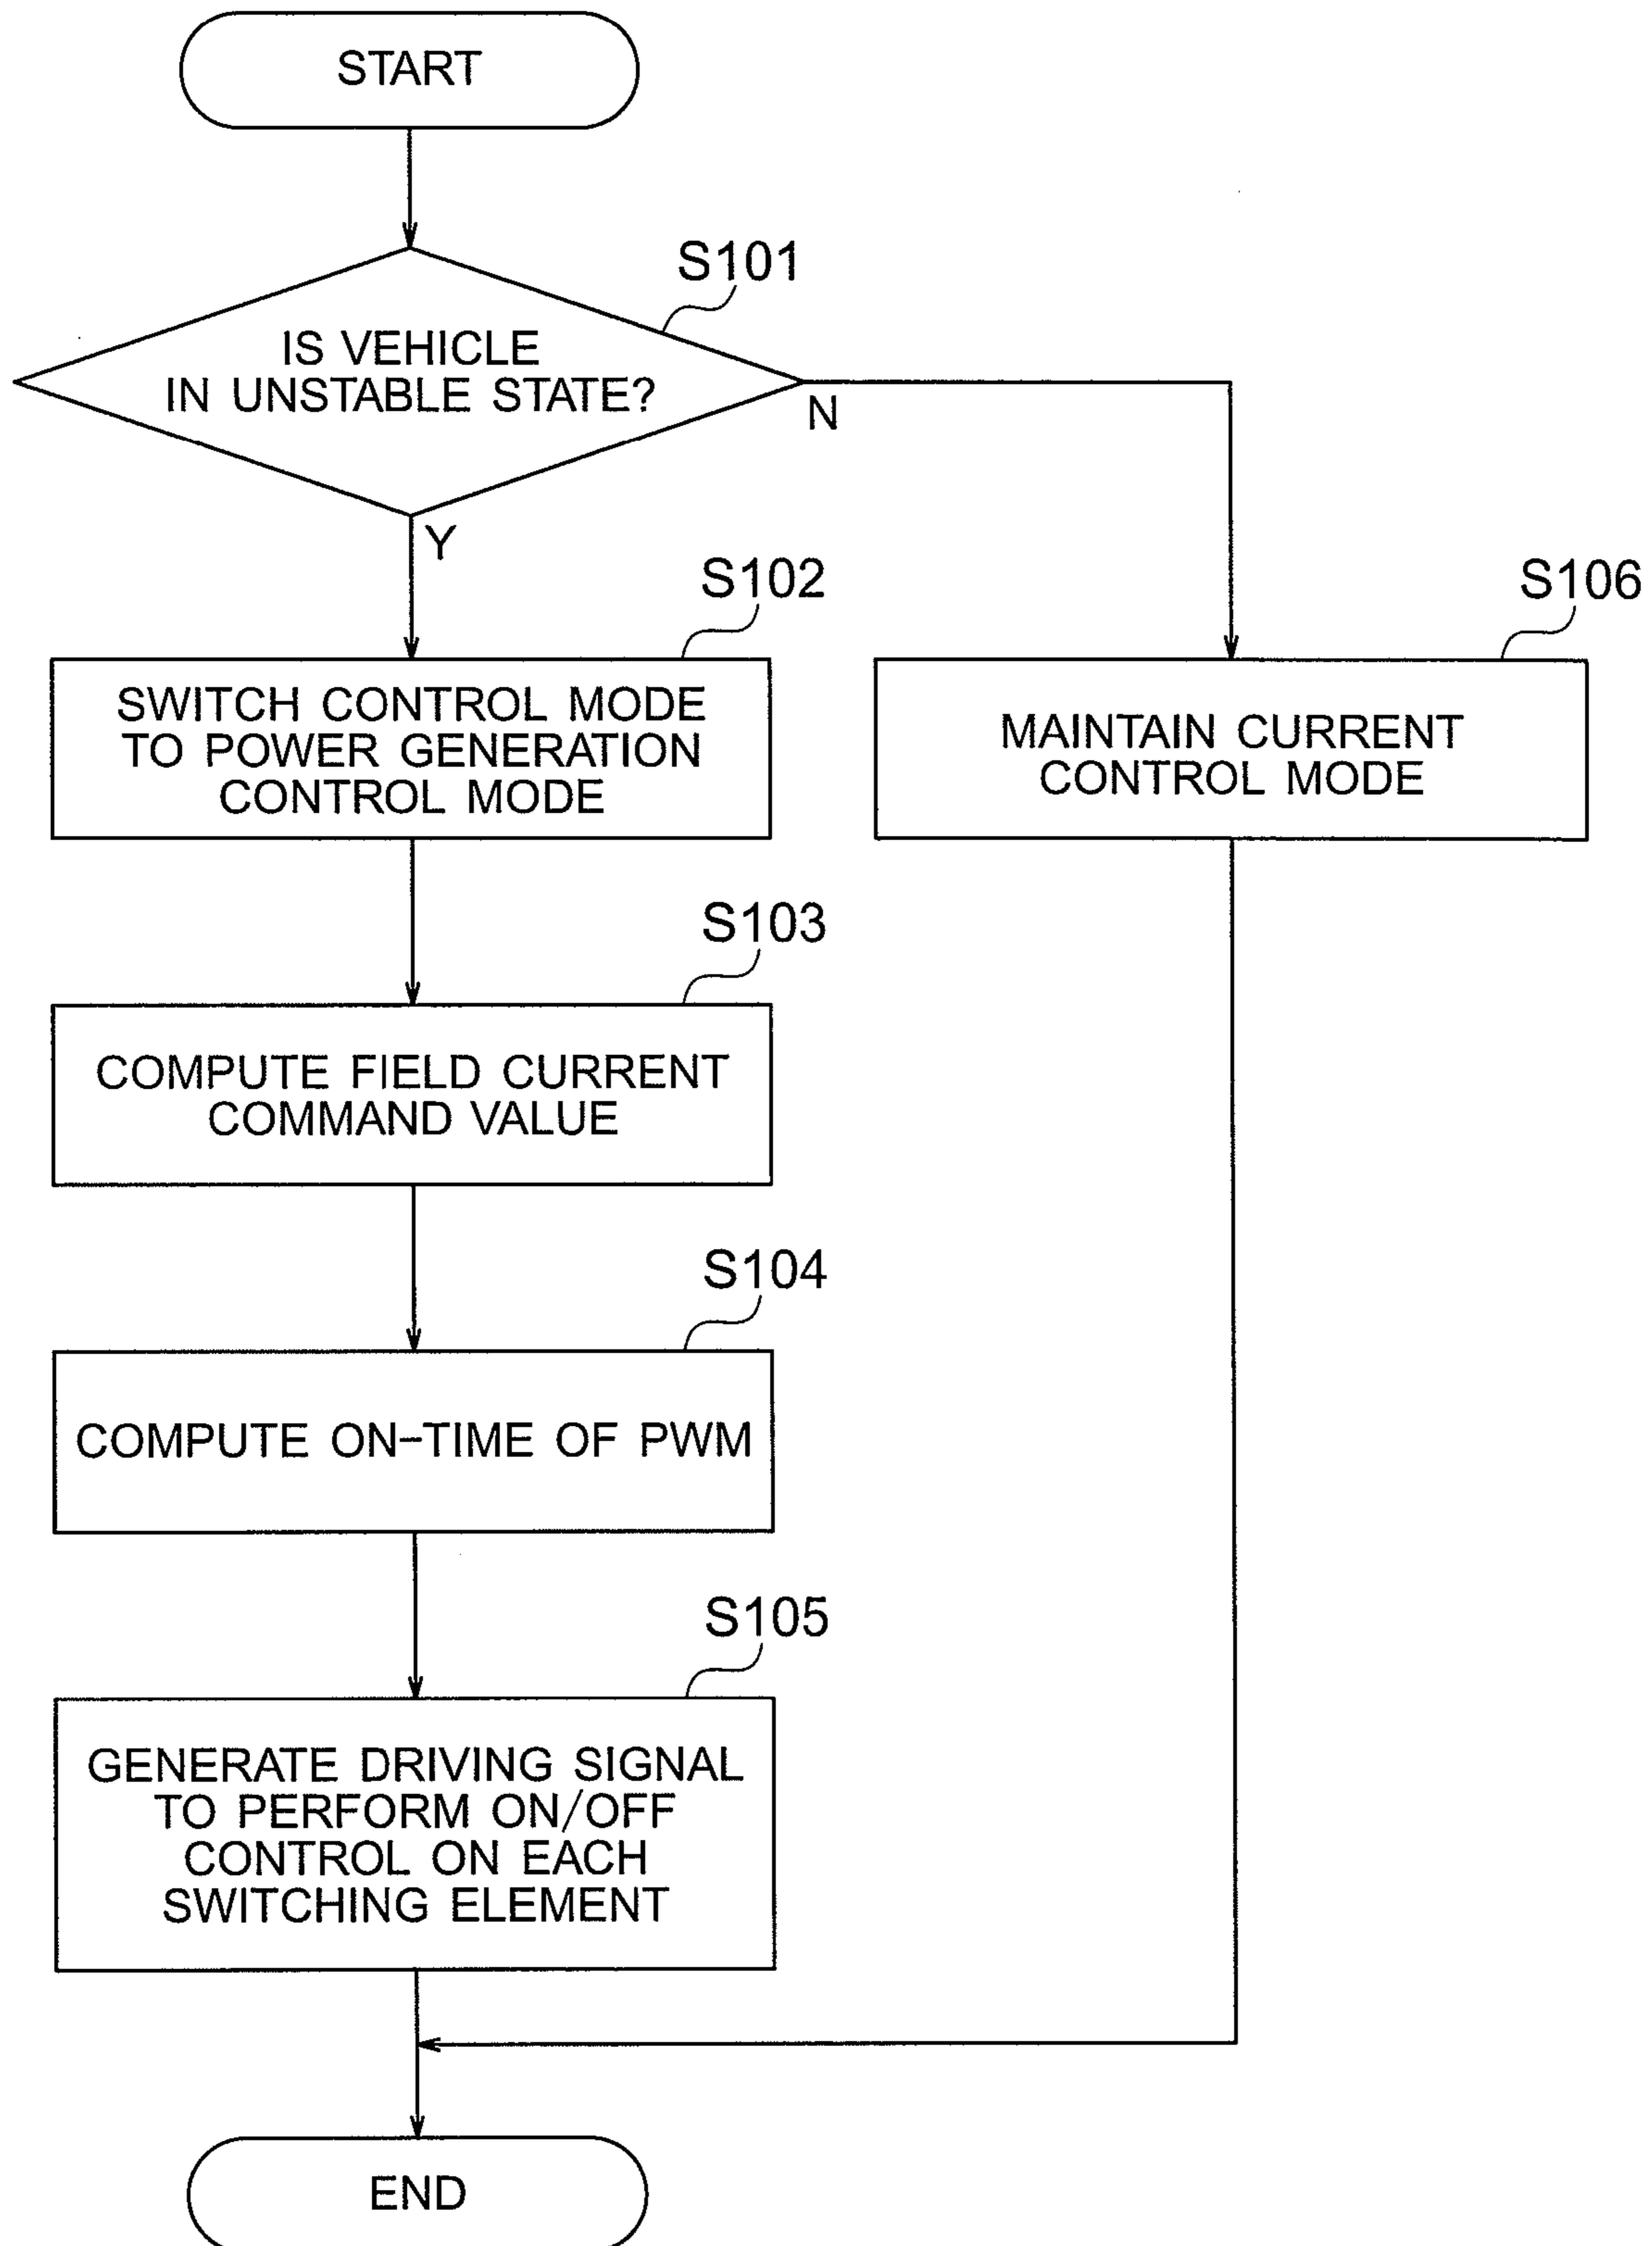 START
S101
IS VEHICLE
IN UNSTABLE STATE?
N
Y
S102
SWITCH CONTROL MODE
TO POWER GENERATION
CONTROL MODE
S106
MAINTAIN CURRENT
CONTROL MODE
S103
COMPUTE FIELD CURRENT
COMMAND VALUE
S104
COMPUTE ON-TIME OF PWM
S105
GENERATE DRIVING SIGNAL
TO PERFORM ON/OFF
CONTROL ON EACH
SWITCHING ELEMENT
END